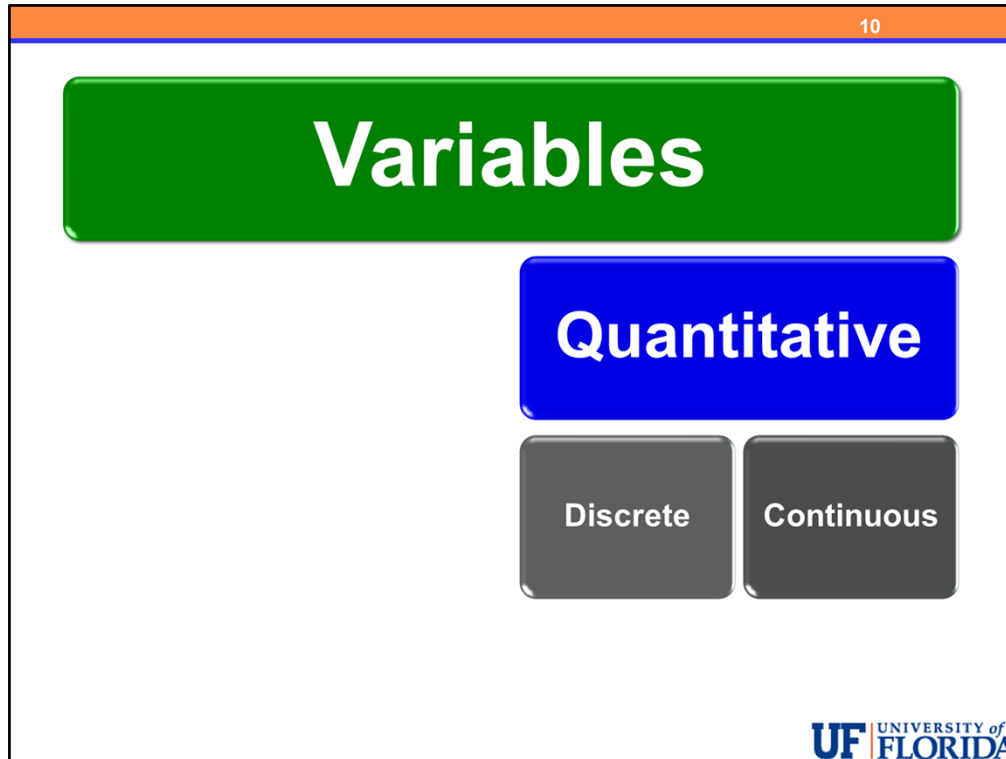 10
Variables
Quantitative
Discrete
Continuous
UF UNIVERSITY of
FLORIDA